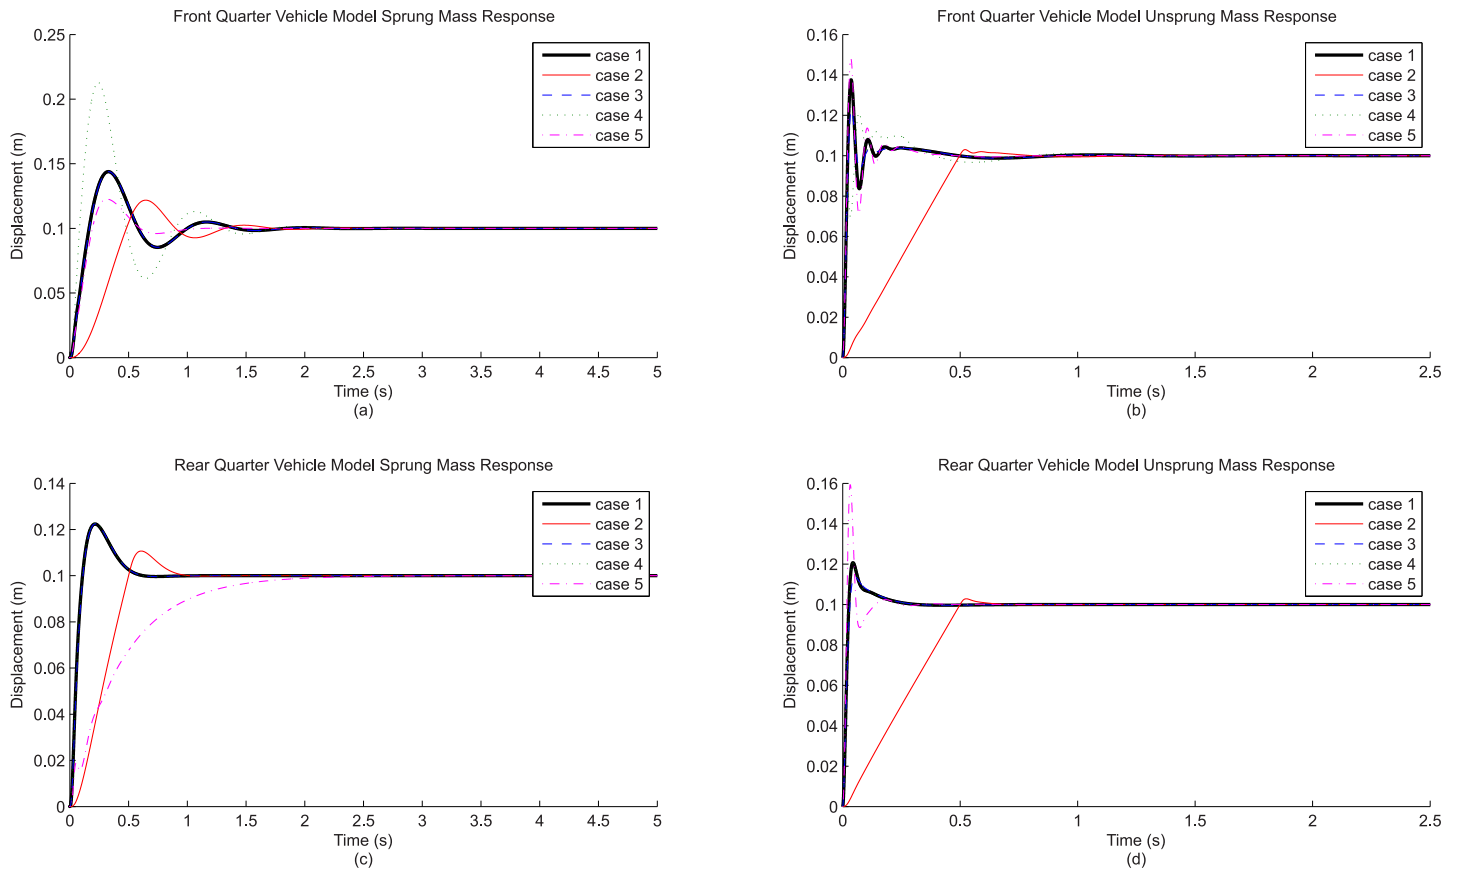 Front Quarter Vehicle Model Sprung Mass Response
0.25
0.2
0.15
0.1
0.05
0
Displacement (m)
case 1
case 2
case 3
case 4
case 5
0 0.5 1 1.5 2 2.5 3 3.5 4 4.5 5
Time (s)
(a)
Front Quarter Vehicle Model Unsprung Mass Response
0.16
0.14
0.12
0.1
0.08
0.06
0.04
0.02
0
Displacement (m)
case 1
case 2
case 3
case 4
case 5
0 0.5 1 1.5 2 2.5
Time (s)
(b)
Rear Quarter Vehicle Model Sprung Mass Response
0.14
0.12
0.1
0.08
0.06
0.04
0.02
0
Displacement (m)
case 1
case 2
case 3
case 4
case 5
0 0.5 1 1.5 2 2.5 3 3.5 4 4.5 5
Time (s)
(c)
Rear Quarter Vehicle Model Unsprung Mass Response
0.16
0.14
0.12
0.1
0.08
0.06
0.04
0.02
0
Displacement (m)
case 1
case 2
case 3
case 4
case 5
0 0.5 1 1.5 2 2.5
Time (s)
(d)